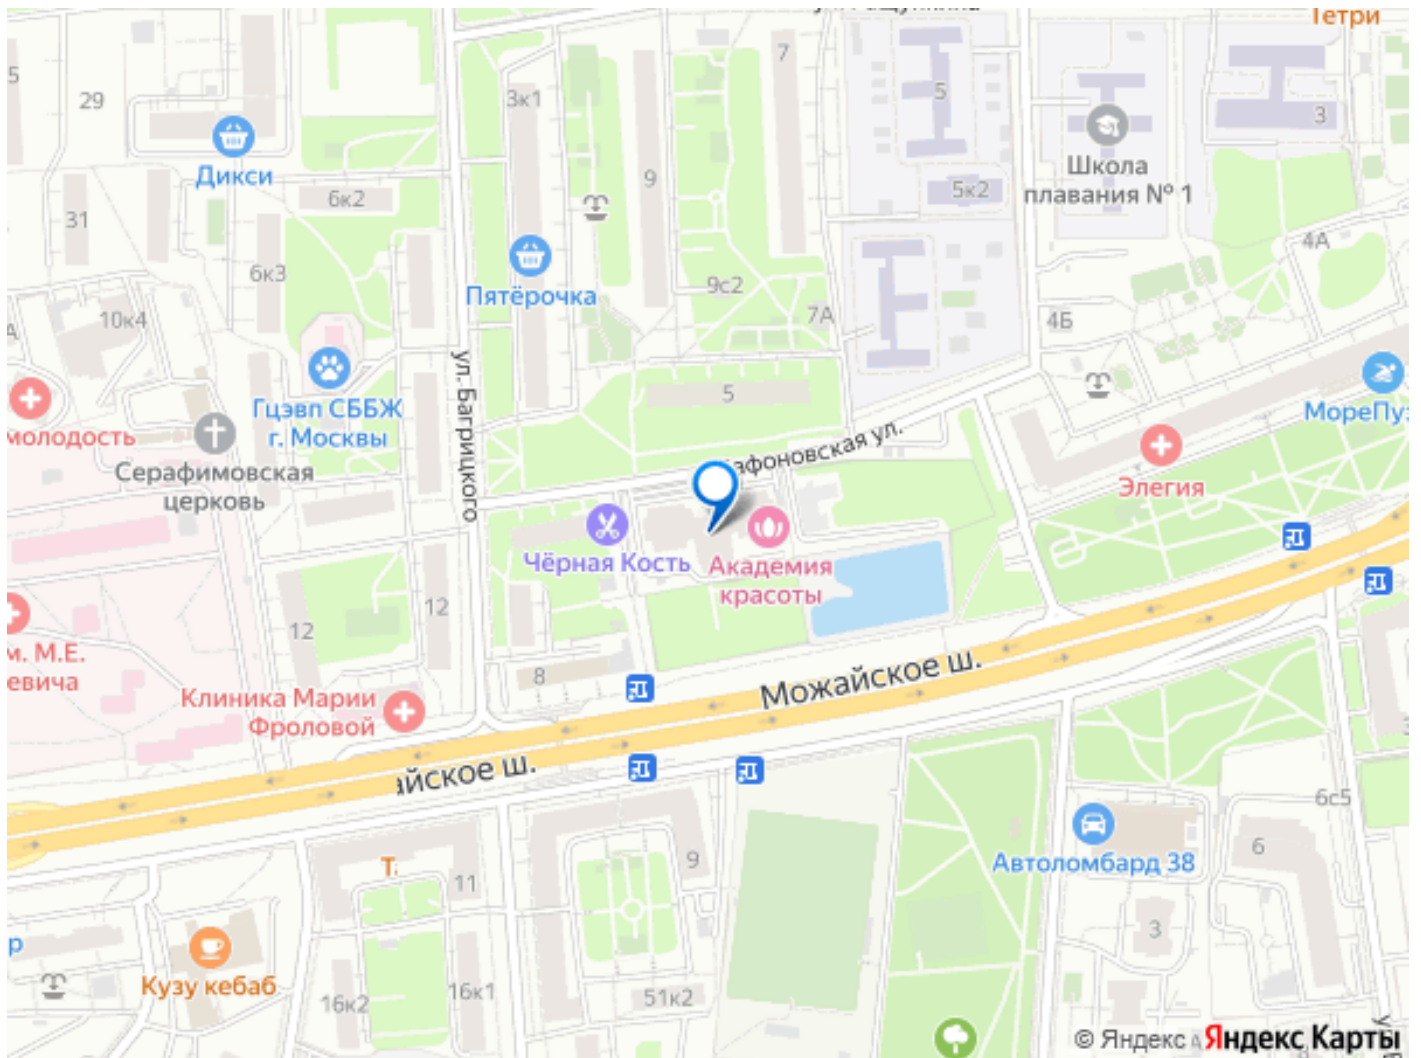 Тетри
7
5
29
3к1
5
3
Дикси
Школа
плавания № 1
9
5к2
6к2
31
4А
6к3
Пятёрочка
9с2
10к4
7А
4Б
ул. Багрицкого
Гцэвп СББЖ
г. Москвы
5
МореПуз
молодость
Серафимовская
церковь
афоновская ул.
Элегия
Чёрная Кость
Академия
красоты
12
12
м. М.Е.
евича
8
Клиника Марии
Фроловой
Можайское ш.
айское ш.
6с5
9
6
Автоломбард 38
11
3
р
Кузу кебаб
16к2
16к1
51к2
© Яндекс
Яндекс Карты